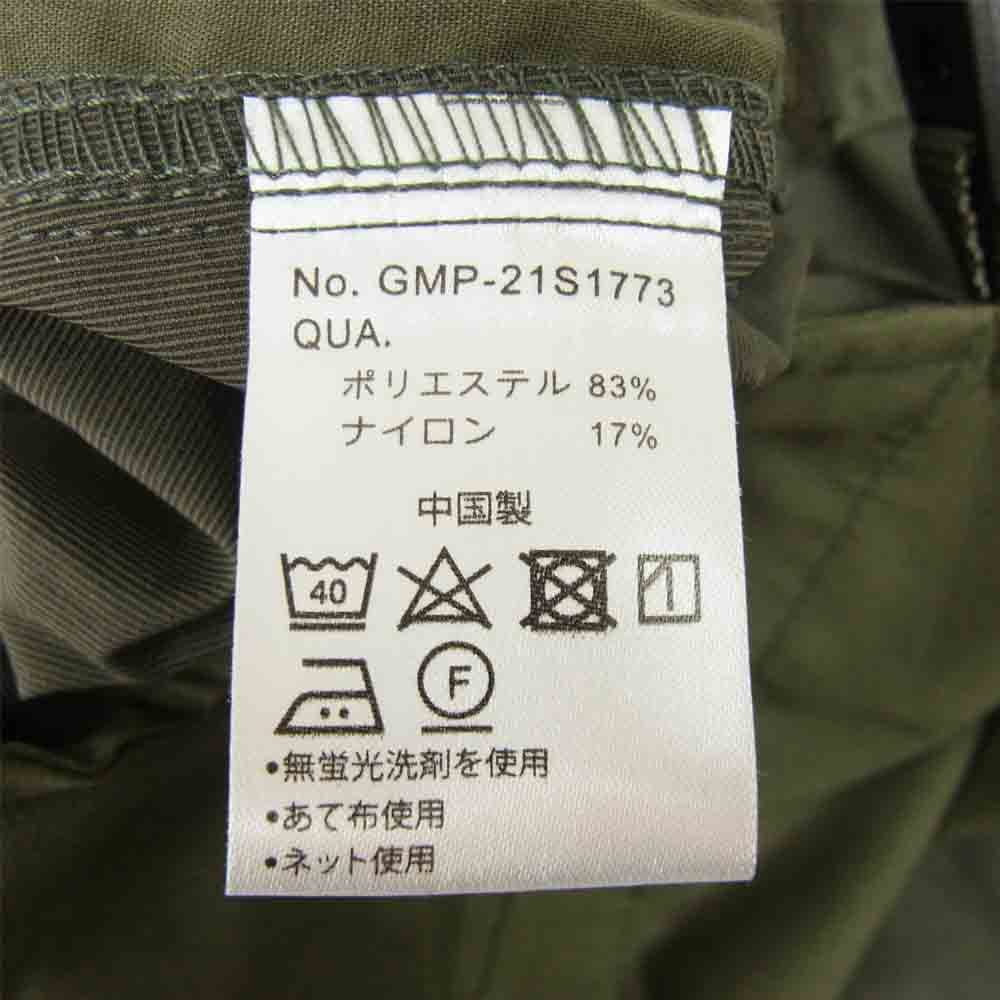 No. GMP-21S1773
QUA.
ポリエステル 83%
ナイロン 17%
中国製
40
F
•無蛍光洗剤を使用
•あて布使用
•ネット使用